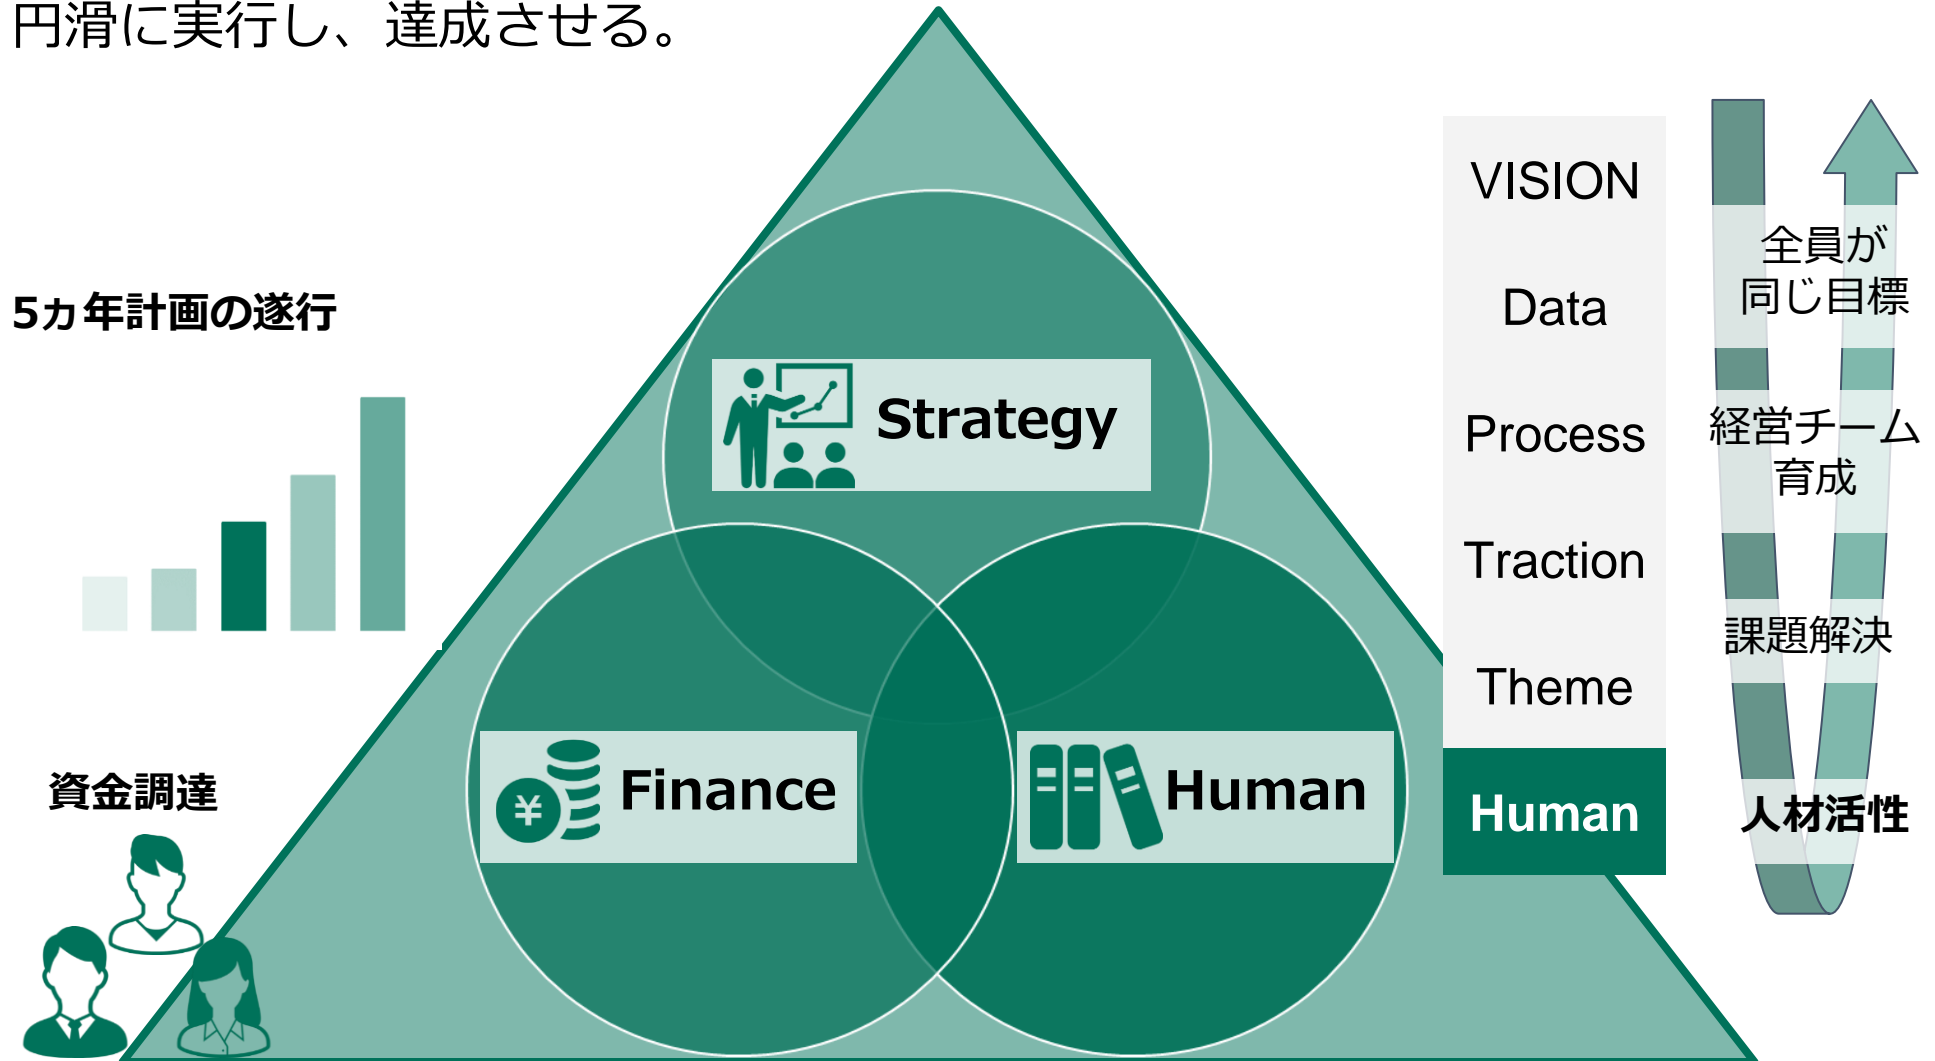 円滑に実行し、達成させる。
5ヵ年計画の遂行
資金調達
Strategy
¥
Finance
Human
VISION
Data
Process
Traction
Theme
Human
全員が
同じ目標
経営チーム
育成
課題解決
人材活性